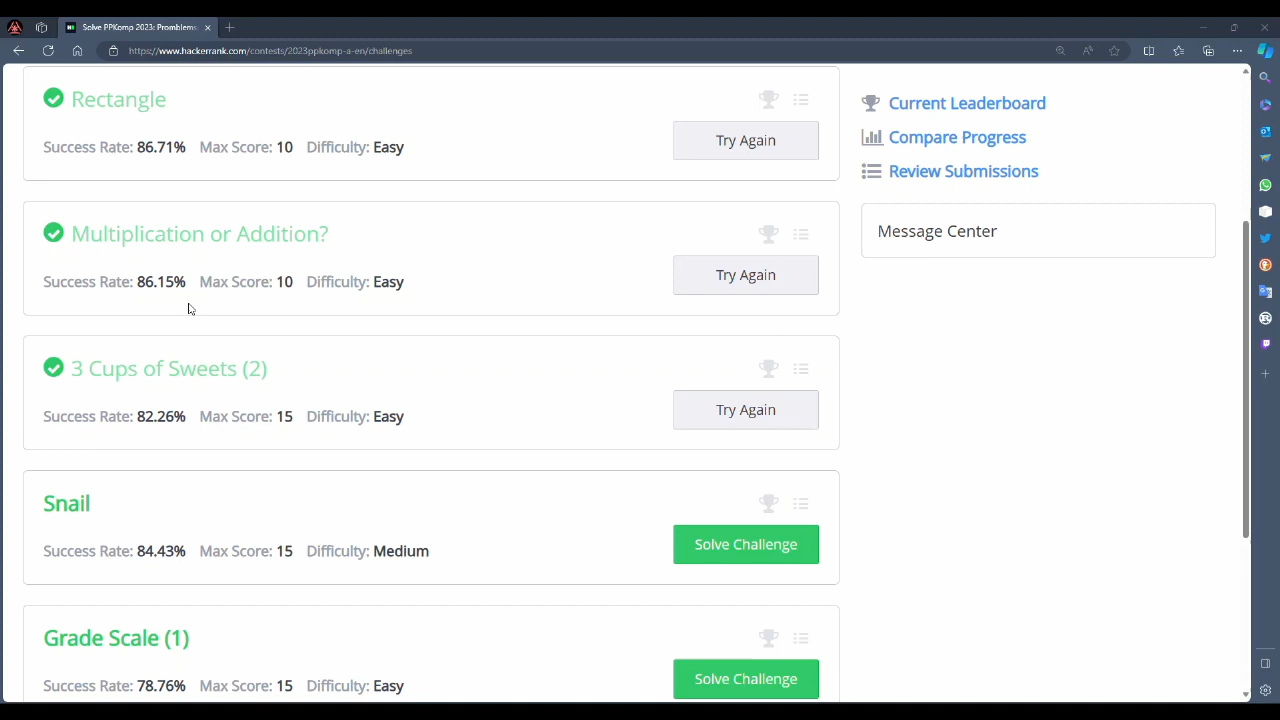 Solve PPKomp 2023: Promblems
https://www.hackerrank.com/contests/2023ppkomp-a-en/challenges
Rectangle
Success Rate: 86.71% Max Score: 10 Difficulty: Easy
Try Again
Multiplication or Addition?
Success Rate: 86.15% Max Score: 10 Difficulty: Easy
Try Again
3 Cups of Sweets (2)
Success Rate: 82.26% Max Score: 15 Difficulty: Easy
Try Again
Snail
Success Rate: 84.43% Max Score: 15 Difficulty: Medium
Solve Challenge
Grade Scale (1)
Success Rate: 78.76% Max Score: 15 Difficulty: Easy
Solve Challenge
Current Leaderboard
Compare Progress
Review Submissions
Message Center